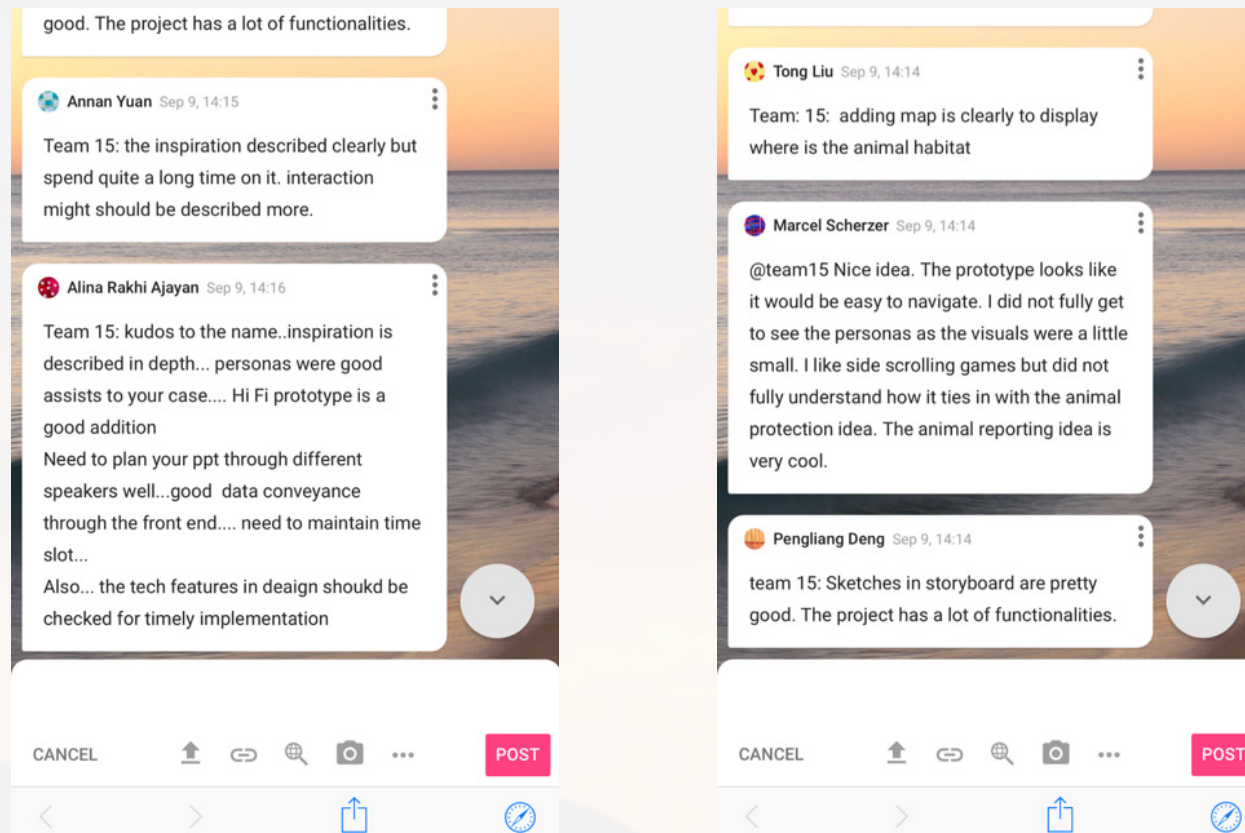 good. The project has a lot of functionalities.
Annan Yuan Sep 9, 14:15
Team 15: the inspiration described clearly but
spend quite a long time on it. interaction
might should be described more.
Alina Rakhi Ajayan Sep 9, 14:16
Team 15: kudos to the name..inspiration is
described in depth... personas were good
assists to your case.... Hi Fi prototype is a
good addition
Need to plan your ppt through different
speakers well...good data conveyance
through the front end.... need to maintain time
slot...
Also... the tech features in deaign shoukd be
checked for timely implementation
CANCEL
POST
Tong Liu Sep 9, 14:14
Team: 15: adding map is clearly to display
where is the animal habitat
Marcel Scherzer Sep 9, 14:14
@team15 Nice idea. The prototype looks like
it would be easy to navigate. I did not fully get
to see the personas as the visuals were a little
small. I like side scrolling games but did not
fully understand how it ties in with the animal
protection idea. The animal reporting idea is
very cool.
Pengliang Deng Sep 9, 14:14
team 15: Sketches in storyboard are pretty
good. The project has a lot of functionalities.
CANCEL
POST